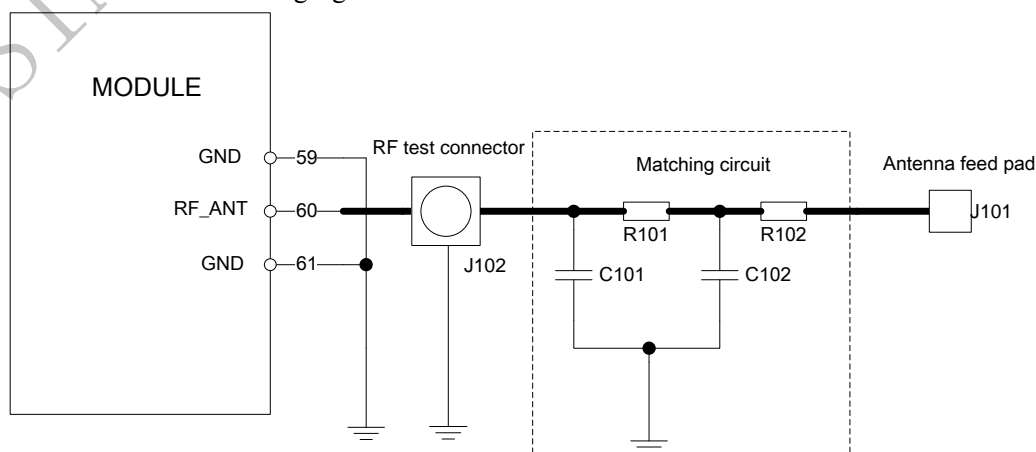 MODULE
GND
59
RF_ANT
60
GND
61
RF test connector
J102
Matching circuit
R101
R102
C101
C102
Antenna feed pad
J101